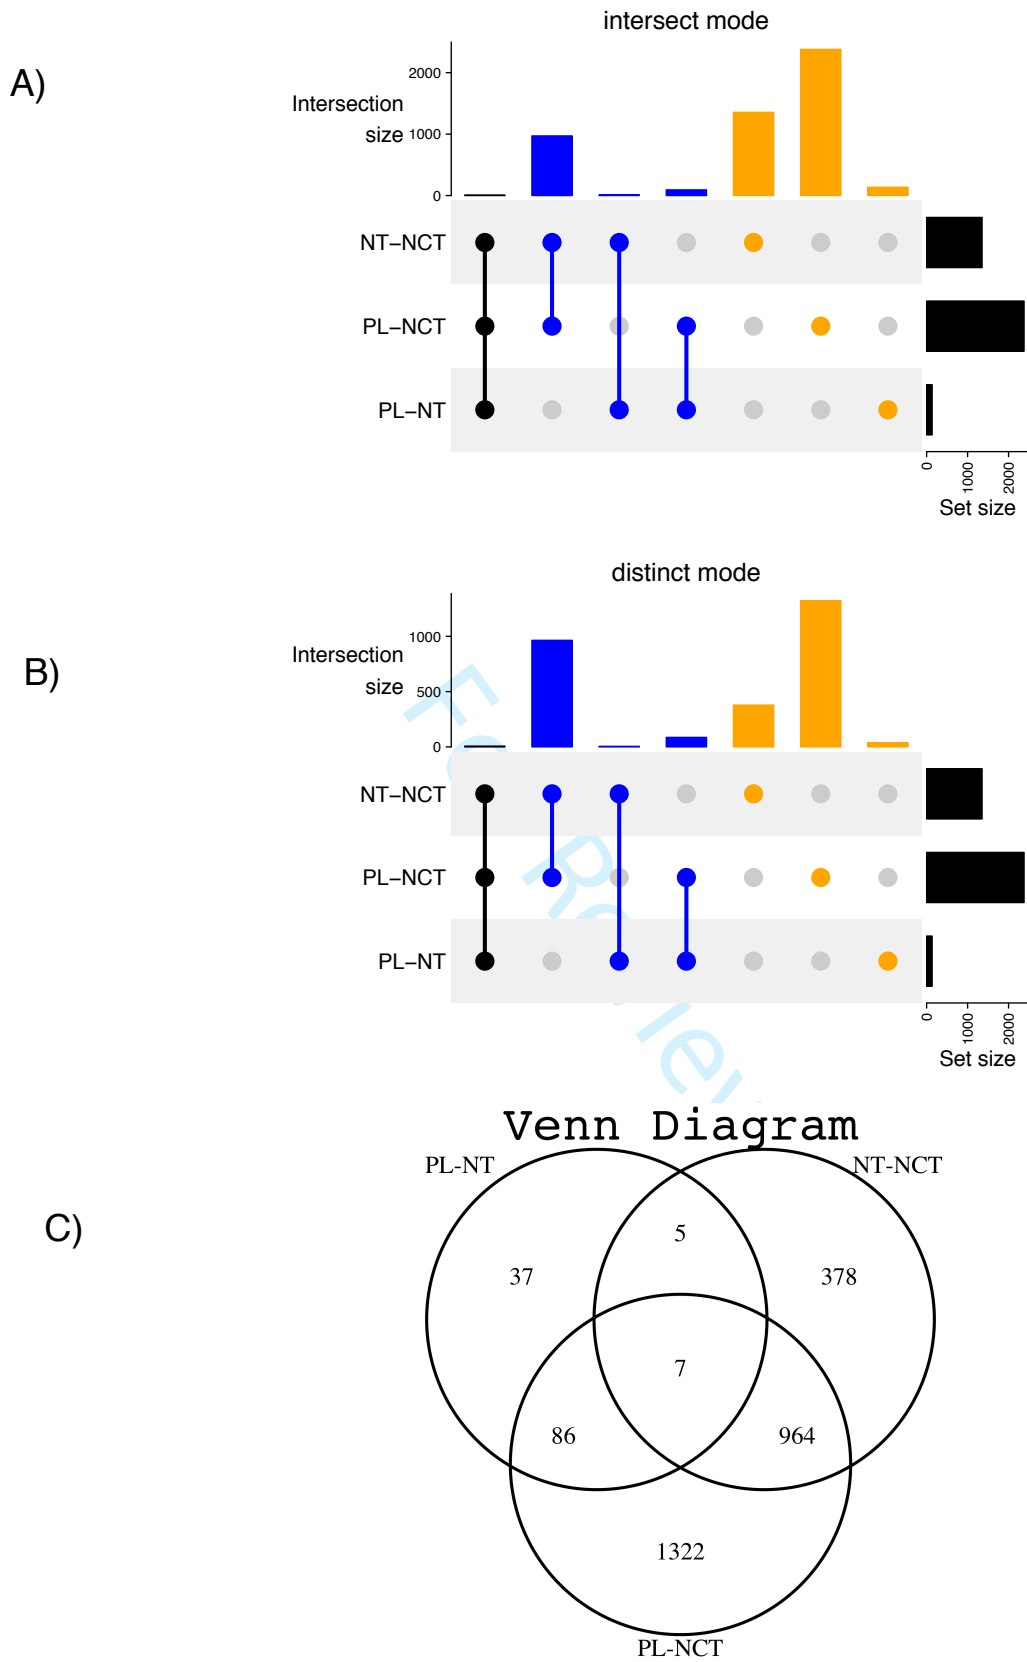 intersect mode
A)
2000
Intersection
size
1000
0
NT−NCT
PL−NCT
PL−NT
0
1000
2000
Set size
distinct mode
B)
1000
Intersection
size
500
0
NT−NCT
PL−NCT
PL−NT
0
1000
2000
Set size
Venn Diagram
PL-NT
NT-NCT
C)
5
37
378
7
86
964
1322
PL-NCT